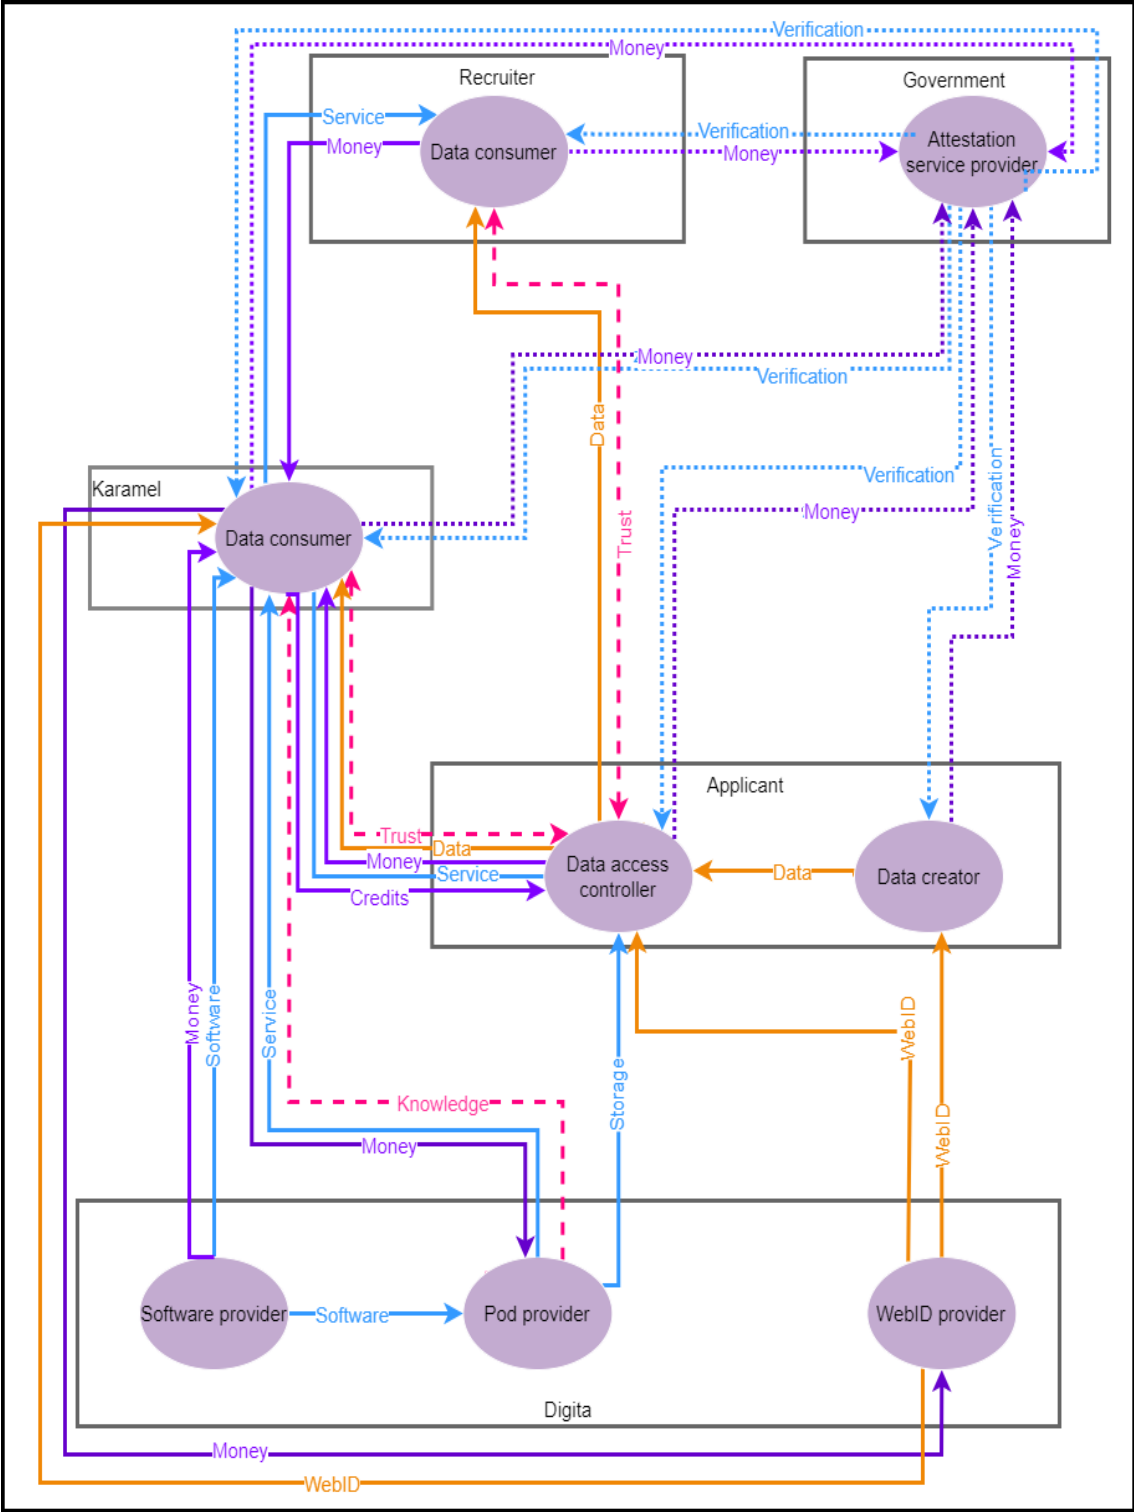 Verification
Money
Recruiter
Government
Service
Money
Data consumer
Verification
Money
Attestation
service provider
Money
Verification
Data
Verification
Money
Trust
Verification
Money
Karamel
Data consumer
Applicant
Trust
Data
Money
Service
Credits
Data access
controller
Data
Data creator
Money
Software
Service
Storage
WebID
WebID
Knowledge
Money
Software provider
Software
Pod provider
WebID provider
Digita
Money
WebID